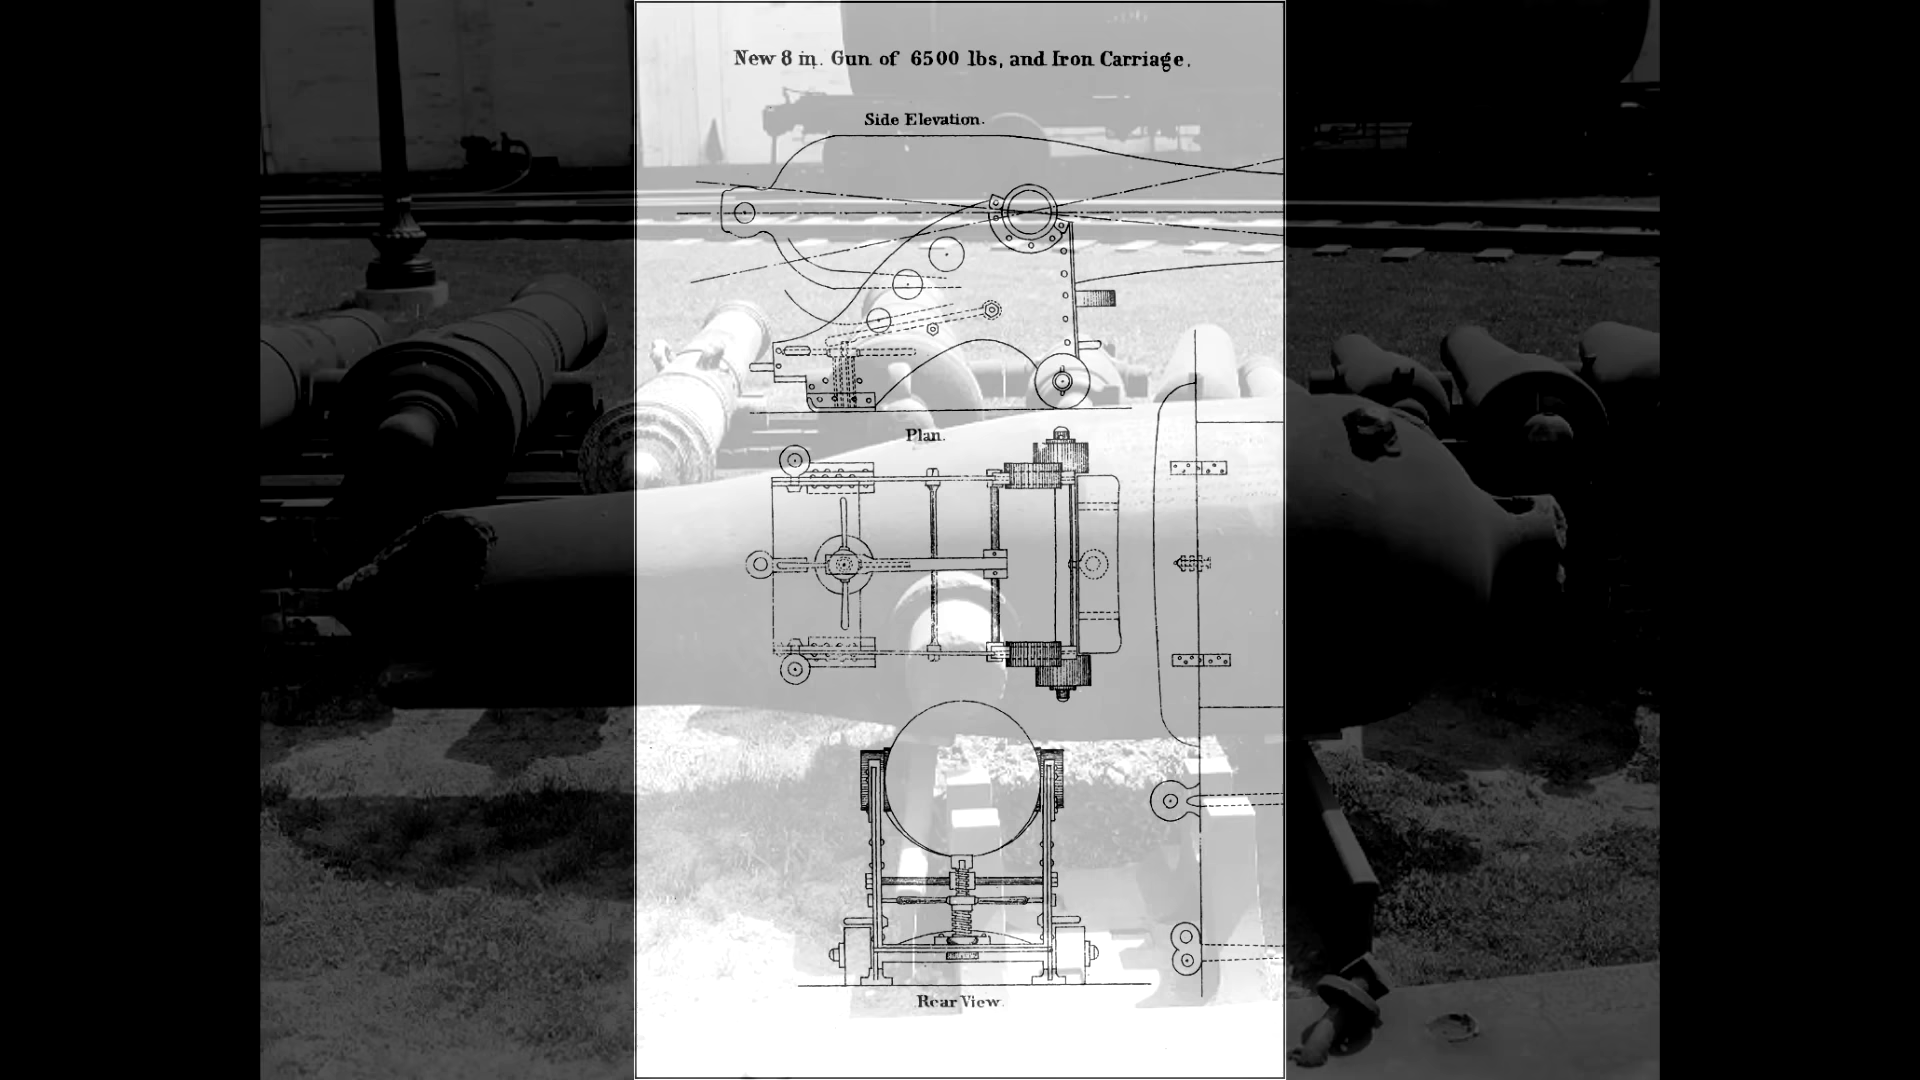 New 8 in. Gun of 6500 lbs, and Iron Carriage.
Side Elevation.
Plan.
Rear View.